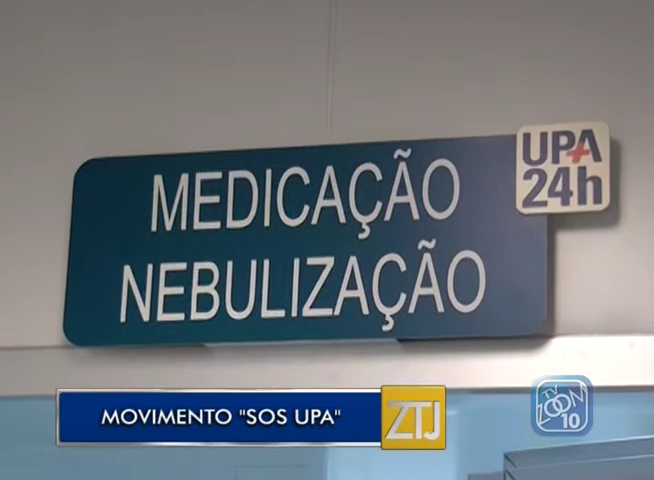 UPA
24h
MEDICAÇÃO
NEBULIZAÇÃO
MOVIMENTO "SOS UPA"
ZTJ
TV
ZOOM
10